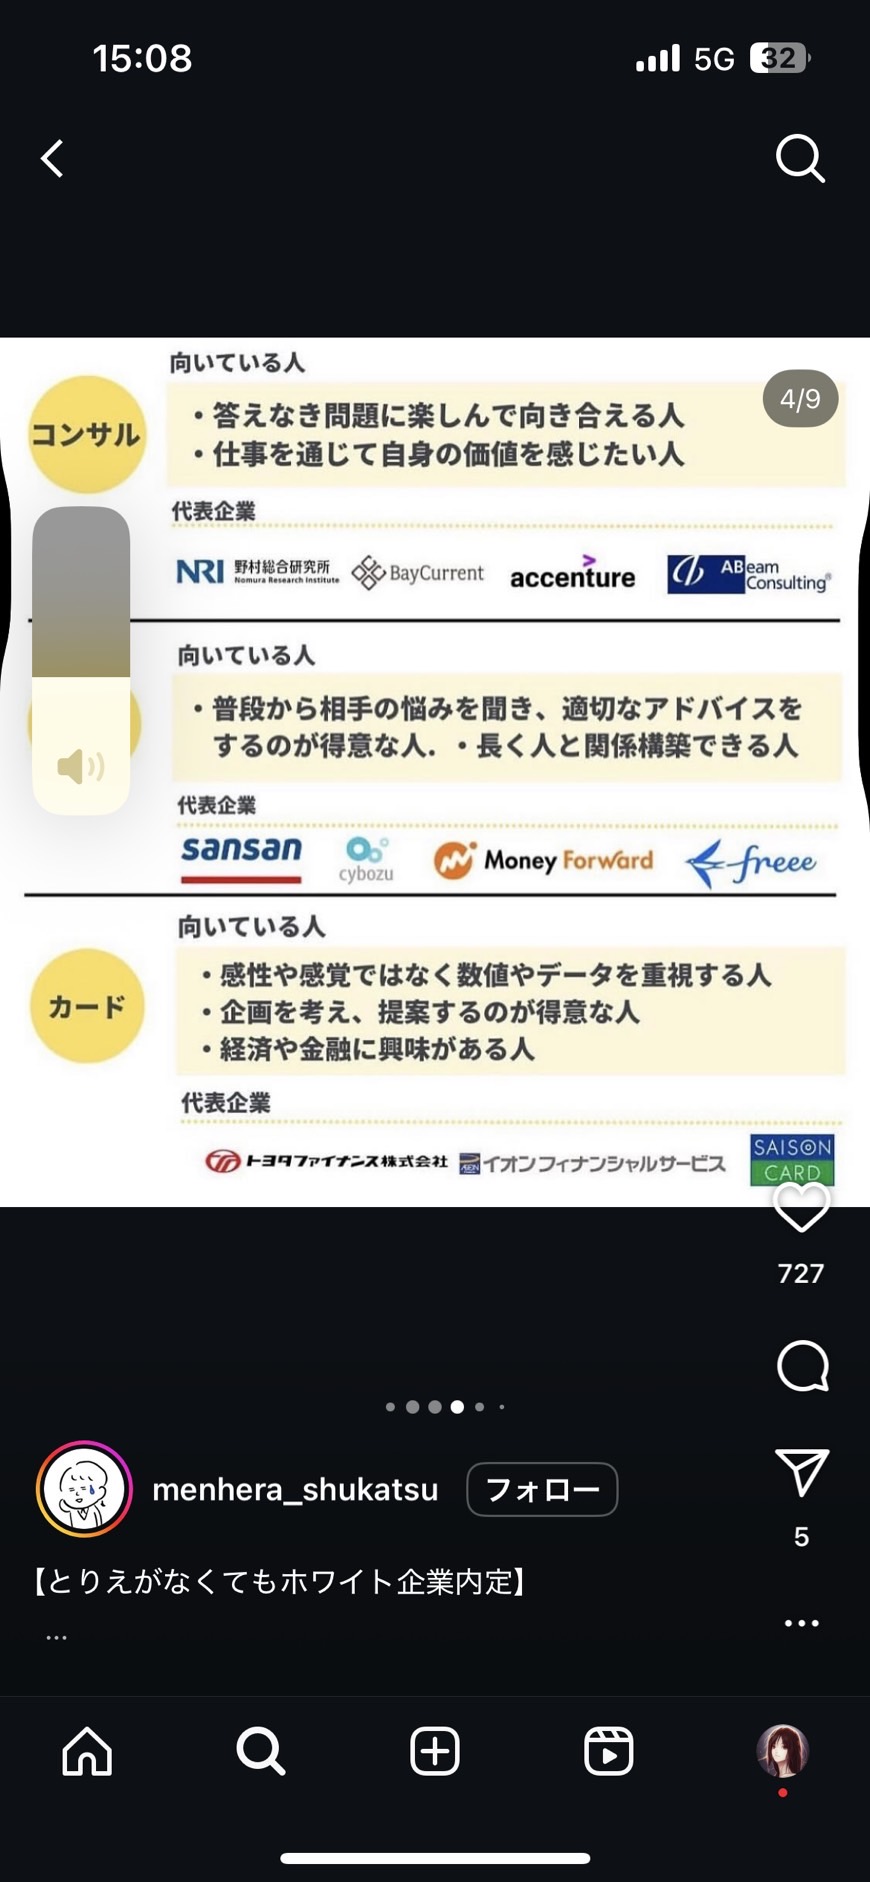 15:08
5G
32
4/9
向いている人
コンサル
・答えなき問題に楽しんで向き合える人
・仕事を通じて自身の価値を感じたい人
代表企業
NRI 野村総合研究所 Nomura Research Institute
BayCurrent
accenture
ABeam Consulting®
向いている人
・普段から相手の悩みを聞き、適切なアドバイスを
するのが得意な人. ・長く人と関係構築できる人
代表企業
sansan
cybozu
Money Forward
freee
向いている人
カード
・感性や感覚ではなく数値やデータを重視する人
・企画を考え、提案するのが得意な人
・経済や金融に興味がある人
代表企業
トヨタファイナンス株式会社
AEON イオンフィナンシャルサービス
SAISON CARD
727
menhera_shukatsu
フォロー
5
【とりえがなくてもホワイト企業内定】
...